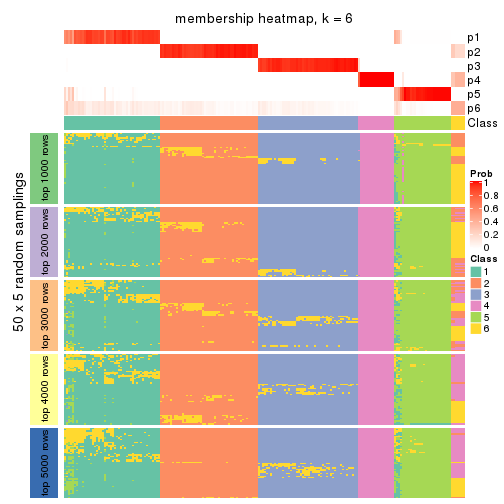 membership heatmap, k = 6
p1
p2
p3
p4
p5
p6
Class
50 x 5 random samplings
top 1000 rows
top 2000 rows
top 3000 rows
top 4000 rows
top 5000 rows
Prob
1
0.8
0.6
0.4
0.2
0
Class
1
2
3
4
5
6